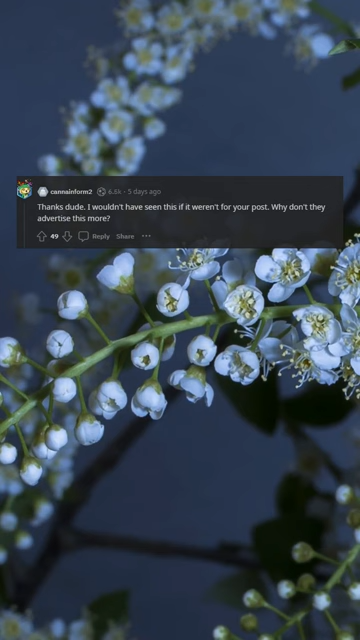 cannainform2 6.6k · 5 days ago
Thanks dude. I wouldn't have seen this if it weren't for your post. Why don't they
advertise this more?
49 Reply Share ···